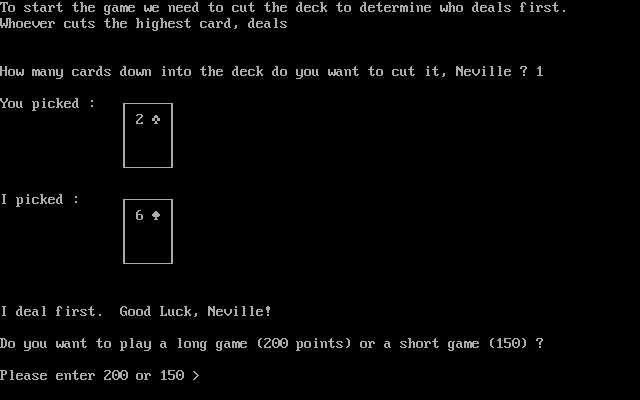 To start the game we need to cut the deck to determine who deals first.
Whoever cuts the highest card, deals
How many cards down into the deck do you want to cut it, Neville ? 1
You picked :
2 ♣
I picked :
6 ♠
I deal first.  Good Luck, Neville!
Do you want to play a long game (200 points) or a short game (150) ?
Please enter 200 or 150 >